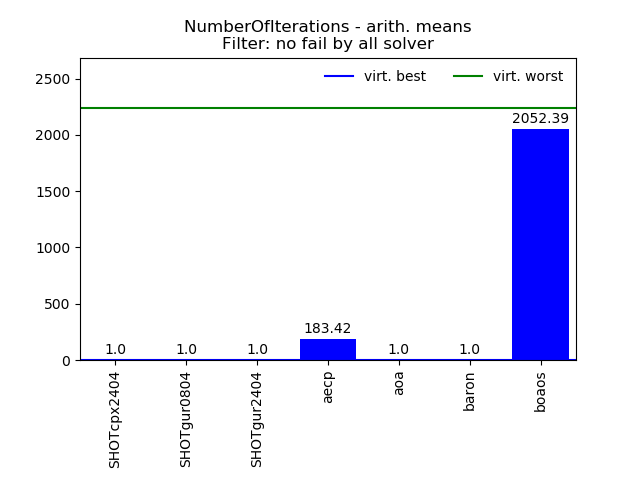 NumberOfIterations - arith. means
Filter: no fail by all solver
virt. best
virt. worst
2500
2000
1500
1000
500
0
1.0
1.0
1.0
183.42
1.0
1.0
2052.39
SHOTcpx2404
SHOTgur0804
SHOTgur2404
aecp
aoa
baron
boaos